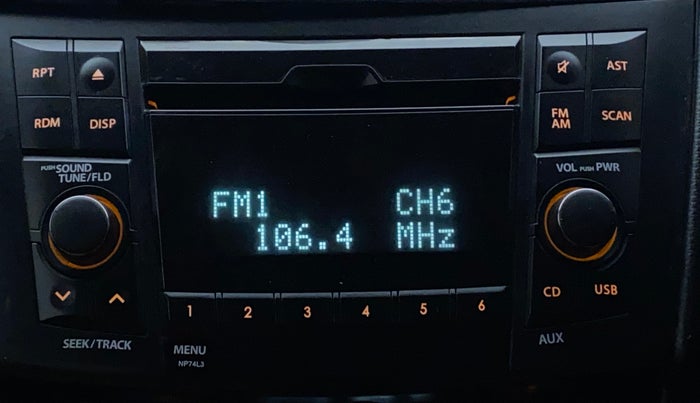 RPT
RDM DISP
PUSH SOUND
TUNE/FLD
SEEK/TRACK
FM1 CH6
106.4 MHz
1 2 3 4 5 6
MENU
NP74L3
AST
FM
AM
SCAN
VOL PUSH PWR
CD USB
AUX